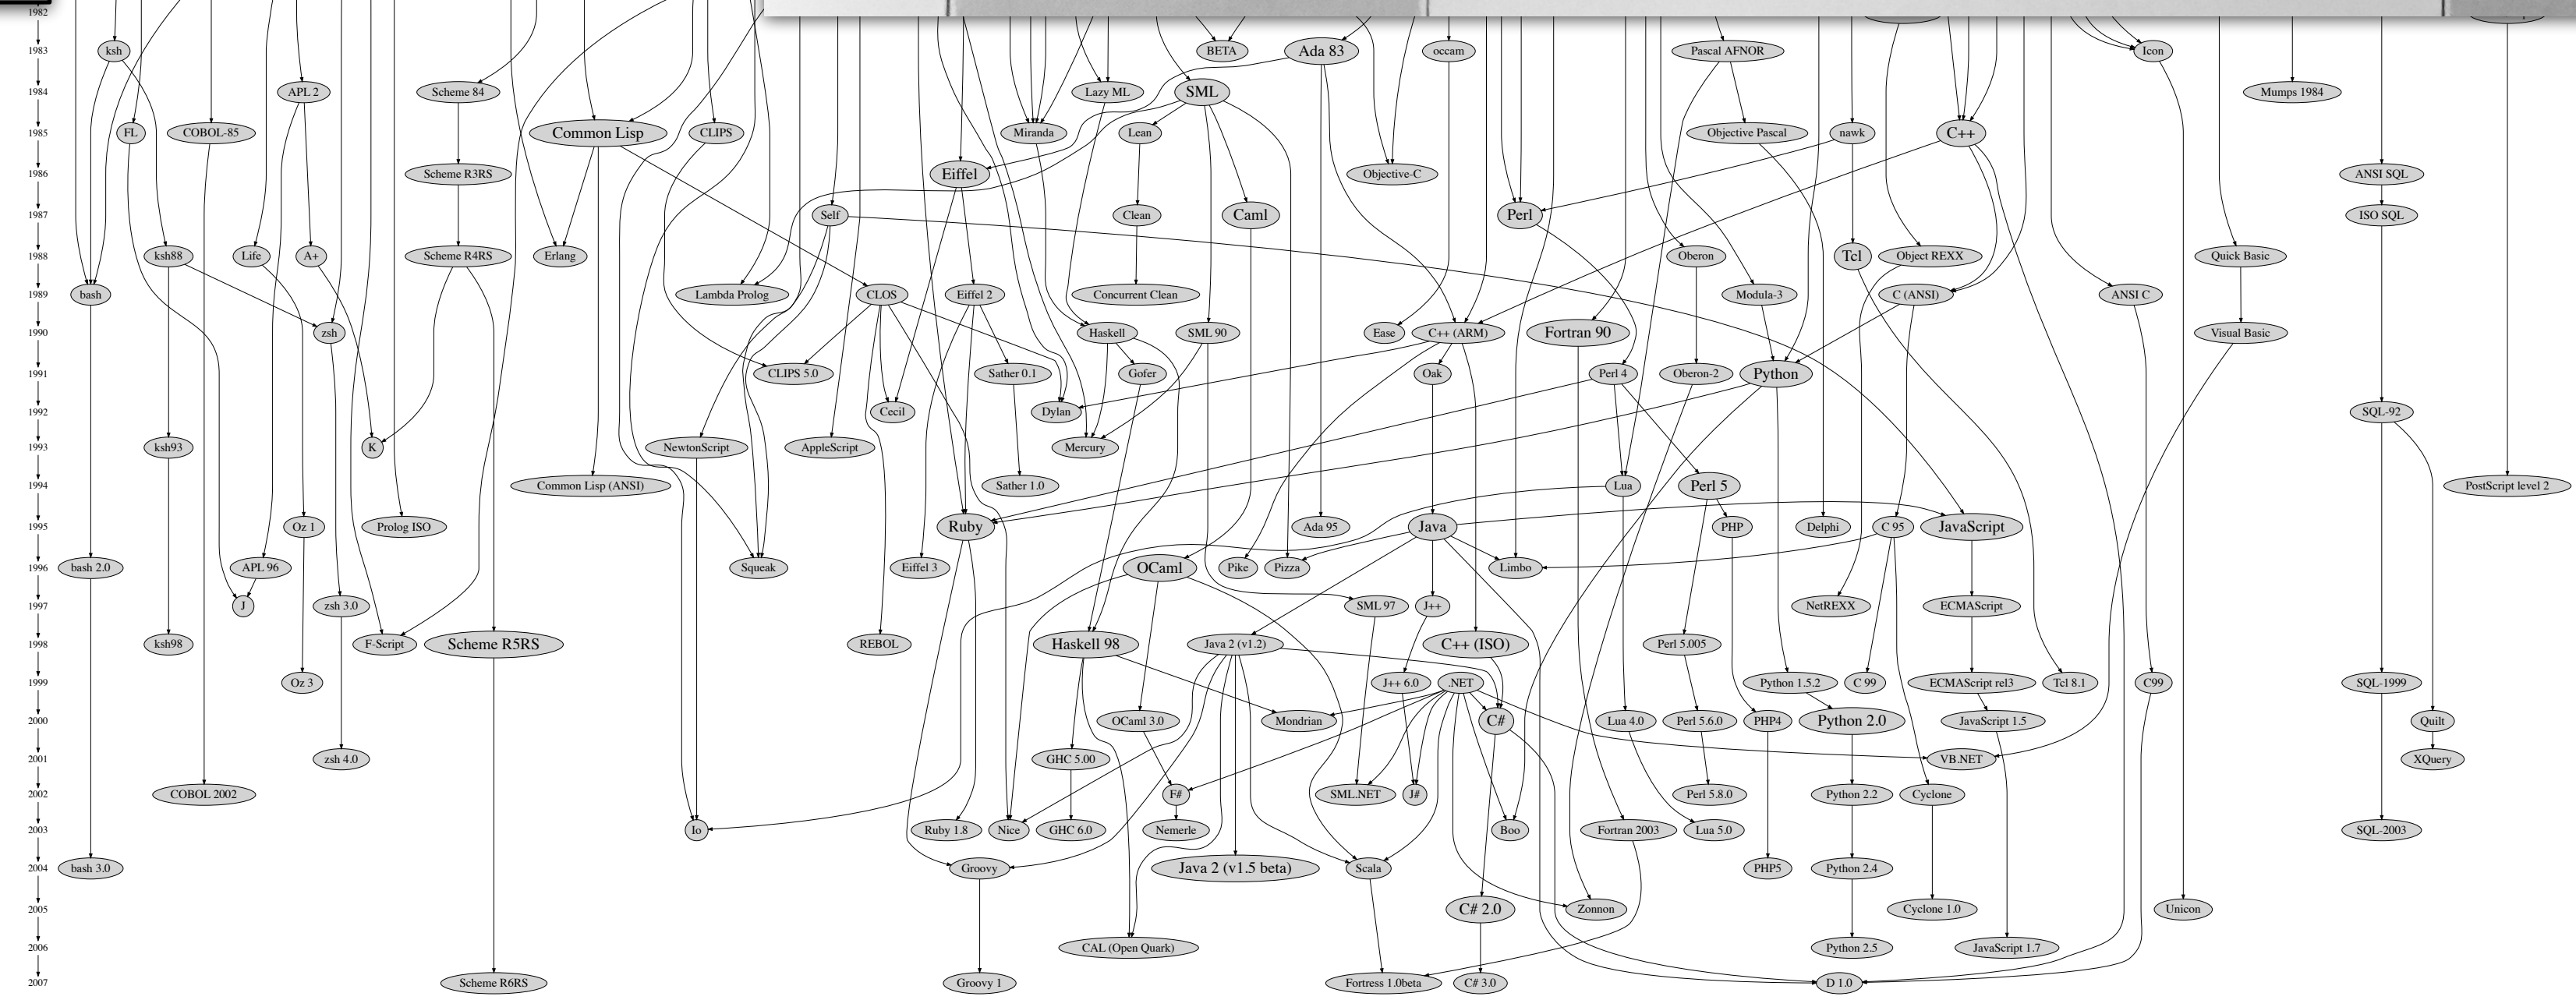 1982
1983
ksh
BETA
Ada 83
occam
Pascal AFNOR
Icon
1984
APL 2
Scheme 84
Lazy ML
SML
Mumps 1984
1985
FL
COBOL-85
Common Lisp
CLIPS
Miranda
Lean
Objective Pascal
nawk
C++
1986
Scheme R3RS
Eiffel
Objective-C
ANSI SQL
1987
Self
Clean
Caml
Perl
ISO SQL
1988
ksh88
Life
A+
Scheme R4RS
Erlang
Oberon
Tcl
Object REXX
Quick Basic
1989
bash
Lambda Prolog
CLOS
Eiffel 2
Concurrent Clean
Modula-3
C (ANSI)
ANSI C
1990
zsh
Haskell
SML 90
Ease
C++ (ARM)
Fortran 90
Visual Basic
1991
CLIPS 5.0
Sather 0.1
Gofer
Oak
Perl 4
Oberon-2
Python
1992
Cecil
Dylan
SQL-92
1993
ksh93
K
NewtonScript
AppleScript
Mercury
1994
Common Lisp (ANSI)
Sather 1.0
Lua
Perl 5
PostScript level 2
1995
Oz 1
Prolog ISO
Ruby
Ada 95
Java
PHP
Delphi
C 95
JavaScript
1996
bash 2.0
APL 96
Squeak
Eiffel 3
OCaml
Pike
Pizza
Limbo
1997
J
zsh 3.0
SML 97
J++
NetREXX
ECMAScript
1998
ksh98
F-Script
Scheme R5RS
REBOL
Haskell 98
Java 2 (v1.2)
C++ (ISO)
Perl 5.005
1999
Oz 3
J++ 6.0
.NET
Python 1.5.2
C 99
ECMAScript rel3
Tcl 8.1
C99
SQL-1999
2000
OCaml 3.0
Mondrian
C#
Lua 4.0
Perl 5.6.0
PHP4
Python 2.0
JavaScript 1.5
Quilt
2001
zsh 4.0
GHC 5.00
VB.NET
XQuery
2002
COBOL 2002
F#
SML.NET
J#
Perl 5.8.0
Python 2.2
Cyclone
2003
Io
Ruby 1.8
Nice
GHC 6.0
Nemerle
Boo
Fortran 2003
Lua 5.0
SQL-2003
2004
bash 3.0
Groovy
Java 2 (v1.5 beta)
Scala
PHP5
Python 2.4
2005
C# 2.0
Zonnon
Cyclone 1.0
Unicon
2006
CAL (Open Quark)
Python 2.5
JavaScript 1.7
2007
Scheme R6RS
Groovy 1
Fortress 1.0beta
C# 3.0
D 1.0